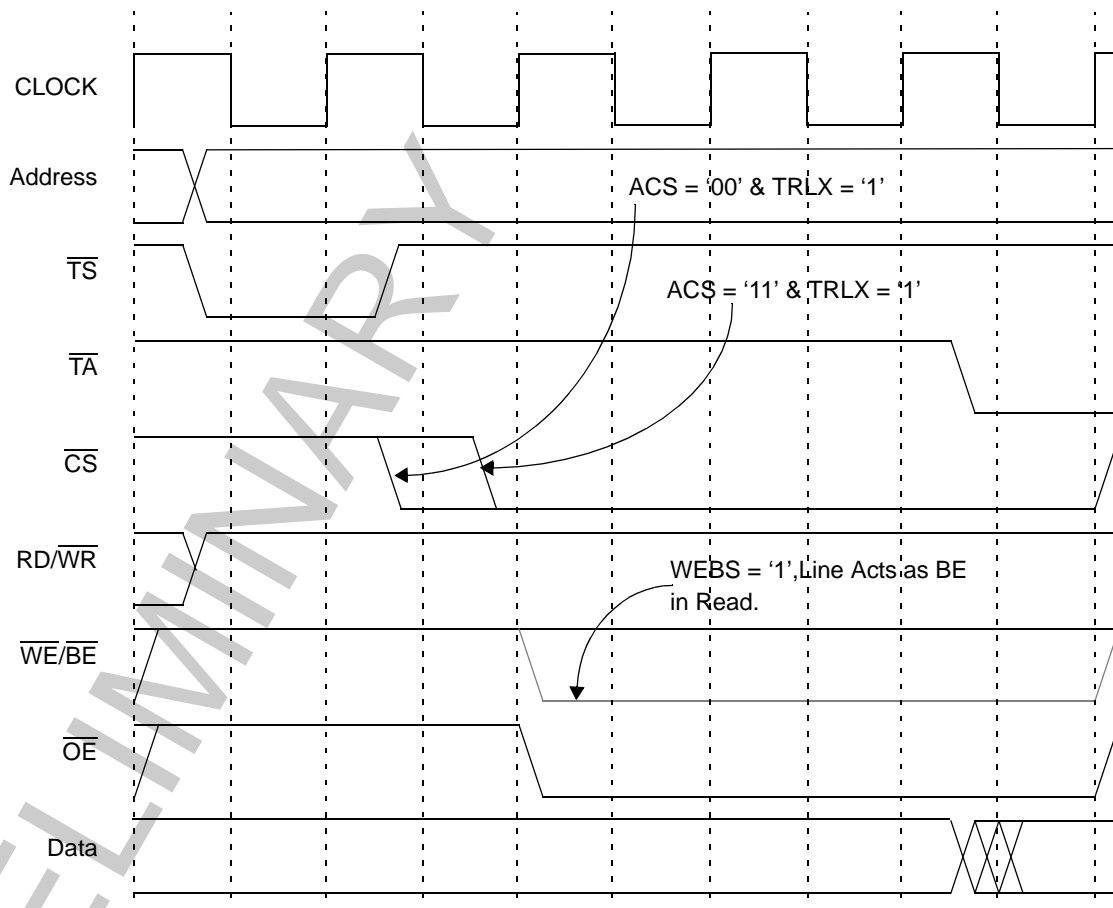 CLOCK
Address
ACS = ‘00’ & TRLX = ‘1’
TS
ACS = ‘11’ & TRLX = ‘1’
TA
CS
RD/WR
WEBS = ‘1’,Line Acts as BE
in Read.
WE/BE
OE
Data
ELIMINARY